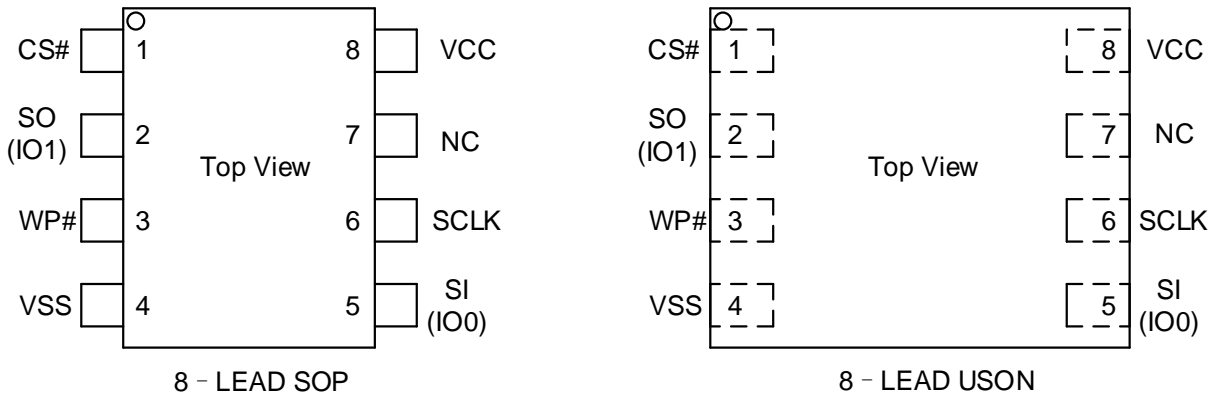 CS# 1 8 VCC
SO
(IO1) 2 7 NC
Top View
WP# 3 6 SCLK
VSS 4 5 SI
(IO0)
8 - LEAD SOP
CS# 1 8 VCC
SO
(IO1) 2 7 NC
Top View
WP# 3 6 SCLK
VSS 4 5 SI
(IO0)
8 - LEAD USON